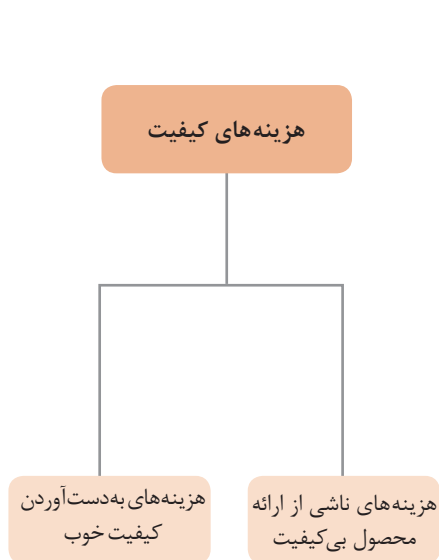 هزینه‌های کیفیت
هزینه‌های ناشی از ارائه
محصول بی‌کیفیت
هزینه‌های به‌دست‌آوردن
کیفیت خوب